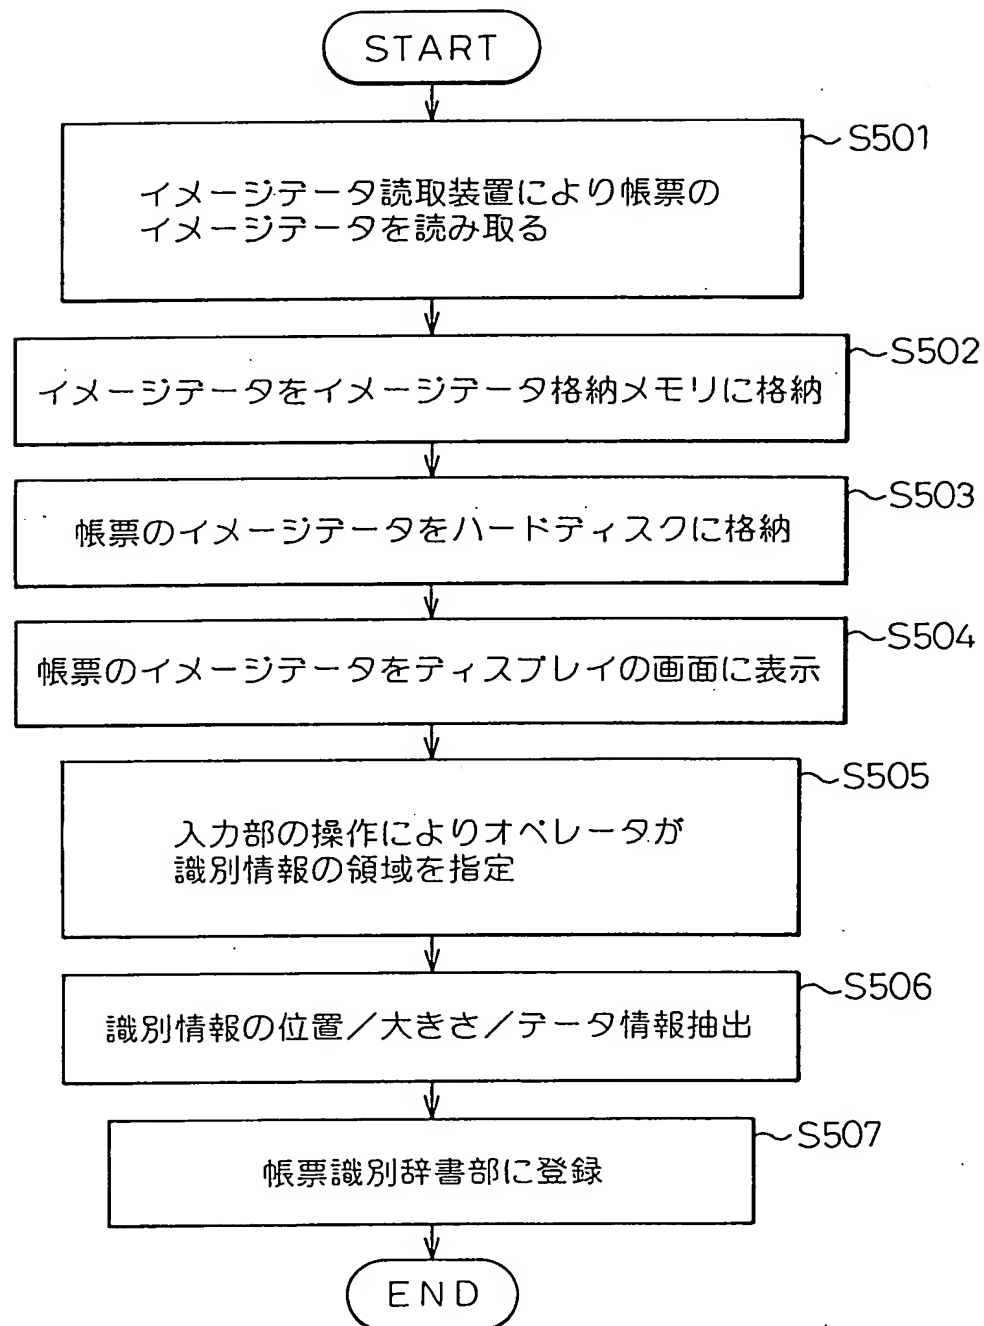 START
S501
イメージデータ読取装置により帳票の
イメージデータを読み取る
S502
イメージデータをイメージデータ格納メモリに格納
S503
帳票のイメージデータをハードディスクに格納
S504
帳票のイメージデータをディスプレイの画面に表示
S505
入力部の操作によりオペレータが
識別情報の領域を指定
S506
識別情報の位置／大きさ／データ情報抽出
S507
帳票識別辞書部に登録
END